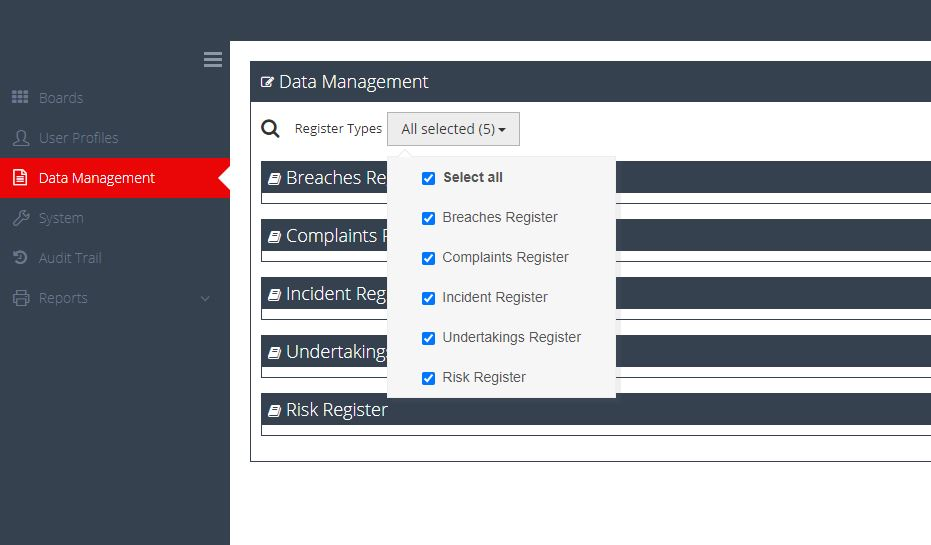 Boards
User Profiles
Data Management
System
Audit Trail
Reports
Data Management
Register Types All selected (5)
Select all
Breaches Register
Complaints Register
Incident Register
Undertakings Register
Risk Register
Breaches Re
Complaints
Incident Reg
Undertakings
Risk Register